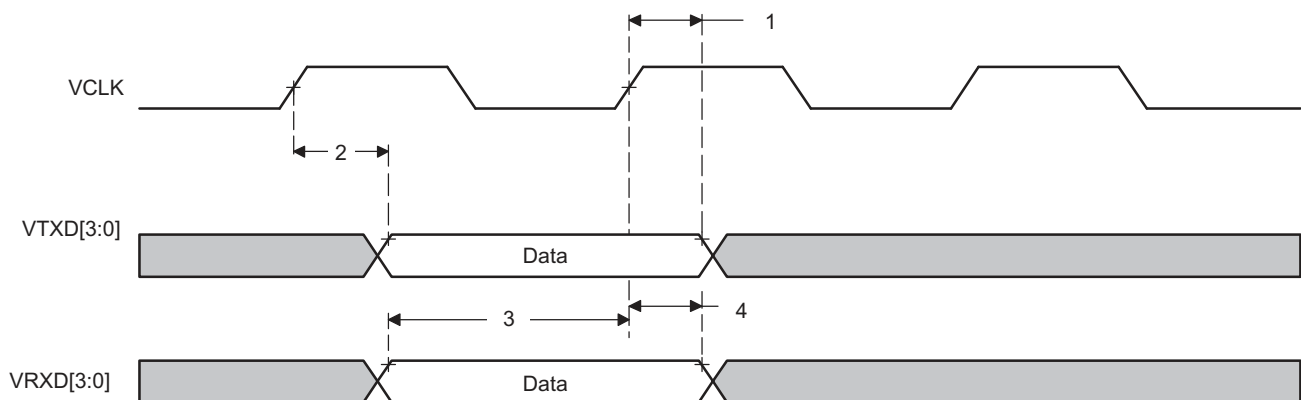 1
VCLK
2
VTXD[3:0]
Data
3
4
VRXD[3:0]
Data